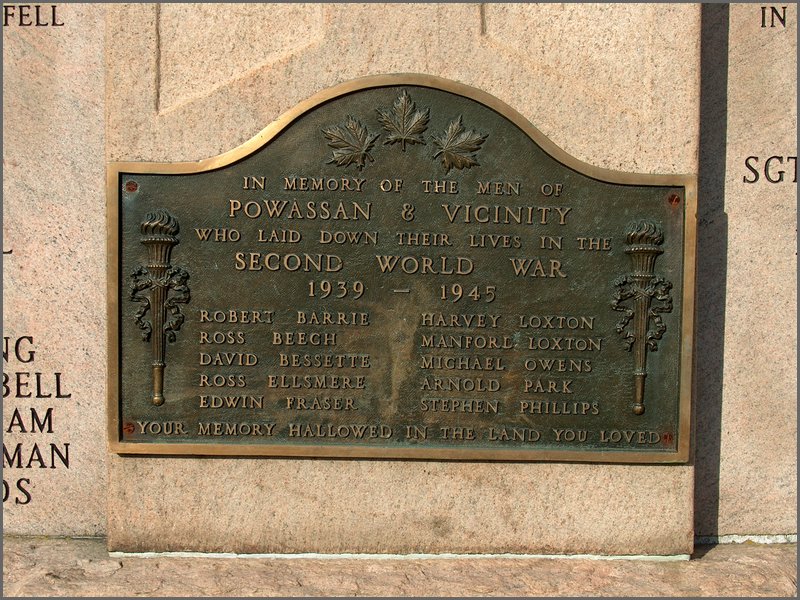 FELL
NG
BELL
AM
MAN
DS
IN MEMORY OF THE MEN OF
POWASSAN & VICINITY
WHO LAID DOWN THEIR LIVES IN THE
SECOND WORLD WAR
1939 — 1945
ROBERT BARRIE
ROSS BEECH
DAVID BESSETTE
ROSS ELLSMERE
EDWIN FRASER
HARVEY LOXTON
MANFORD LOXTON
MICHAEL OWENS
ARNOLD PARK
STEPHEN PHILLIPS
YOUR MEMORY HALLOWED IN THE LAND YOU LOVED
IN
SGT